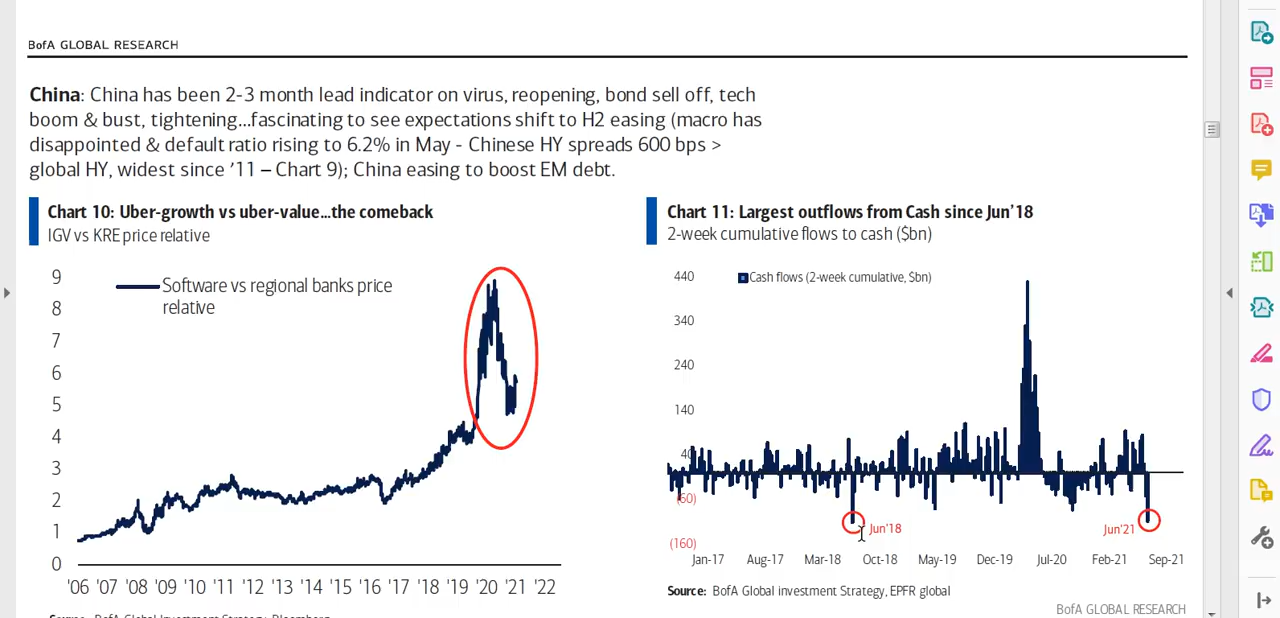 BofA GLOBAL RESEARCH
China: China has been 2-3 month lead indicator on virus, reopening, bond sell off, tech
boom & bust, tightening...fascinating to see expectations shift to H2 easing (macro has
disappointed & default ratio rising to 6.2% in May - Chinese HY spreads 600 bps >
global HY, widest since ’11 – Chart 9); China easing to boost EM debt.
Chart 10: Uber-growth vs uber-value...the comeback
IGV vs KRE price relative
9
8
7
6
5
4
3
2
1
0
Software vs regional banks price
relative
'06 '07 '08 '09 '10 '11 '12 '13 '14 '15 '16 '17 '18 '19 '20 '21 '22
Chart 11: Largest outflows from Cash since Jun’18
2-week cumulative flows to cash ($bn)
440
340
240
140
40
(60)
(160)
Cash flows (2-week cumulative, $bn)
Jun'18
Jun'21
Jan-17 Aug-17 Mar-18 Oct-18 May-19 Dec-19 Jul-20 Feb-21 Sep-21
Source: BofA Global investment Strategy, EPFR global
BofA GLOBAL RESEARCH